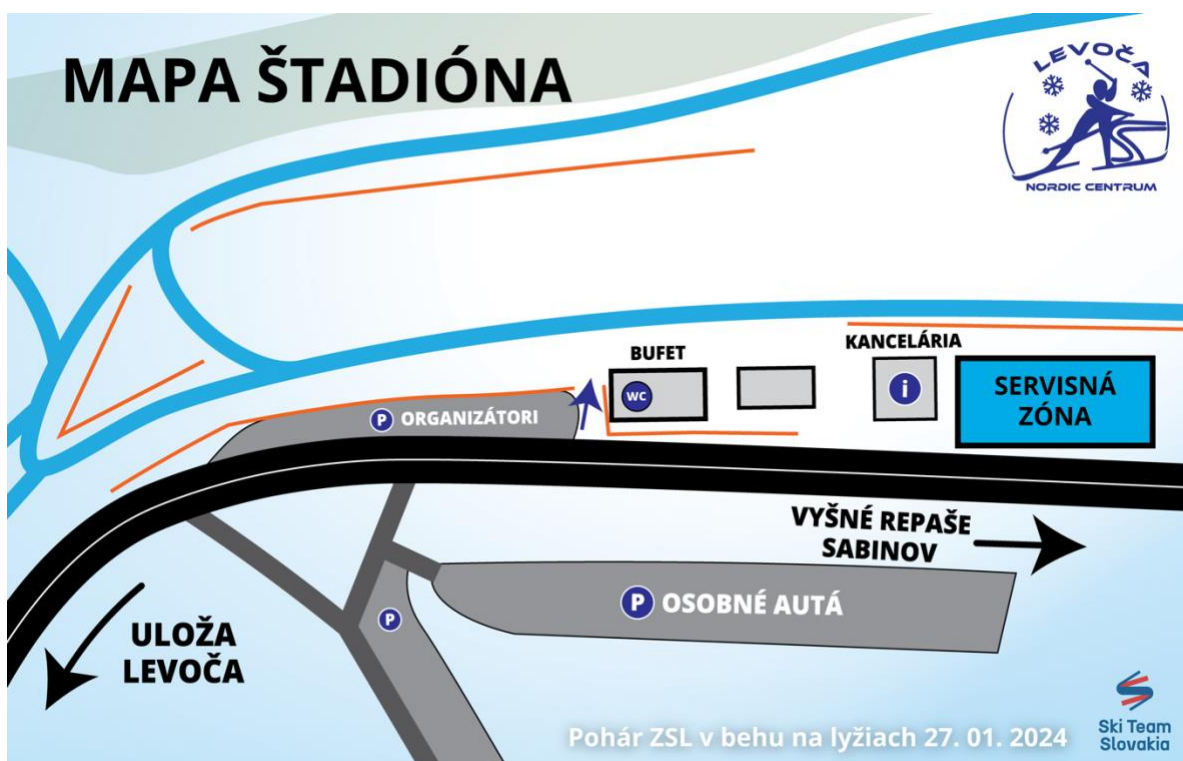 MAPA ŠTADIÓNA
LEVOČA
NORDIC CENTRUM
BUFET
WC
KANCELÁRIA
i
SERVISNÁ
ZÓNA
P ORGANIZÁTORI
VYŠNÉ REPAŠE
SABINOV
P OSOBNÉ AUTÁ
P
ULOŽA
LEVOČA
Pohár ZSL v behu na lyžiach 27. 01. 2024
Ski Team
Slovakia